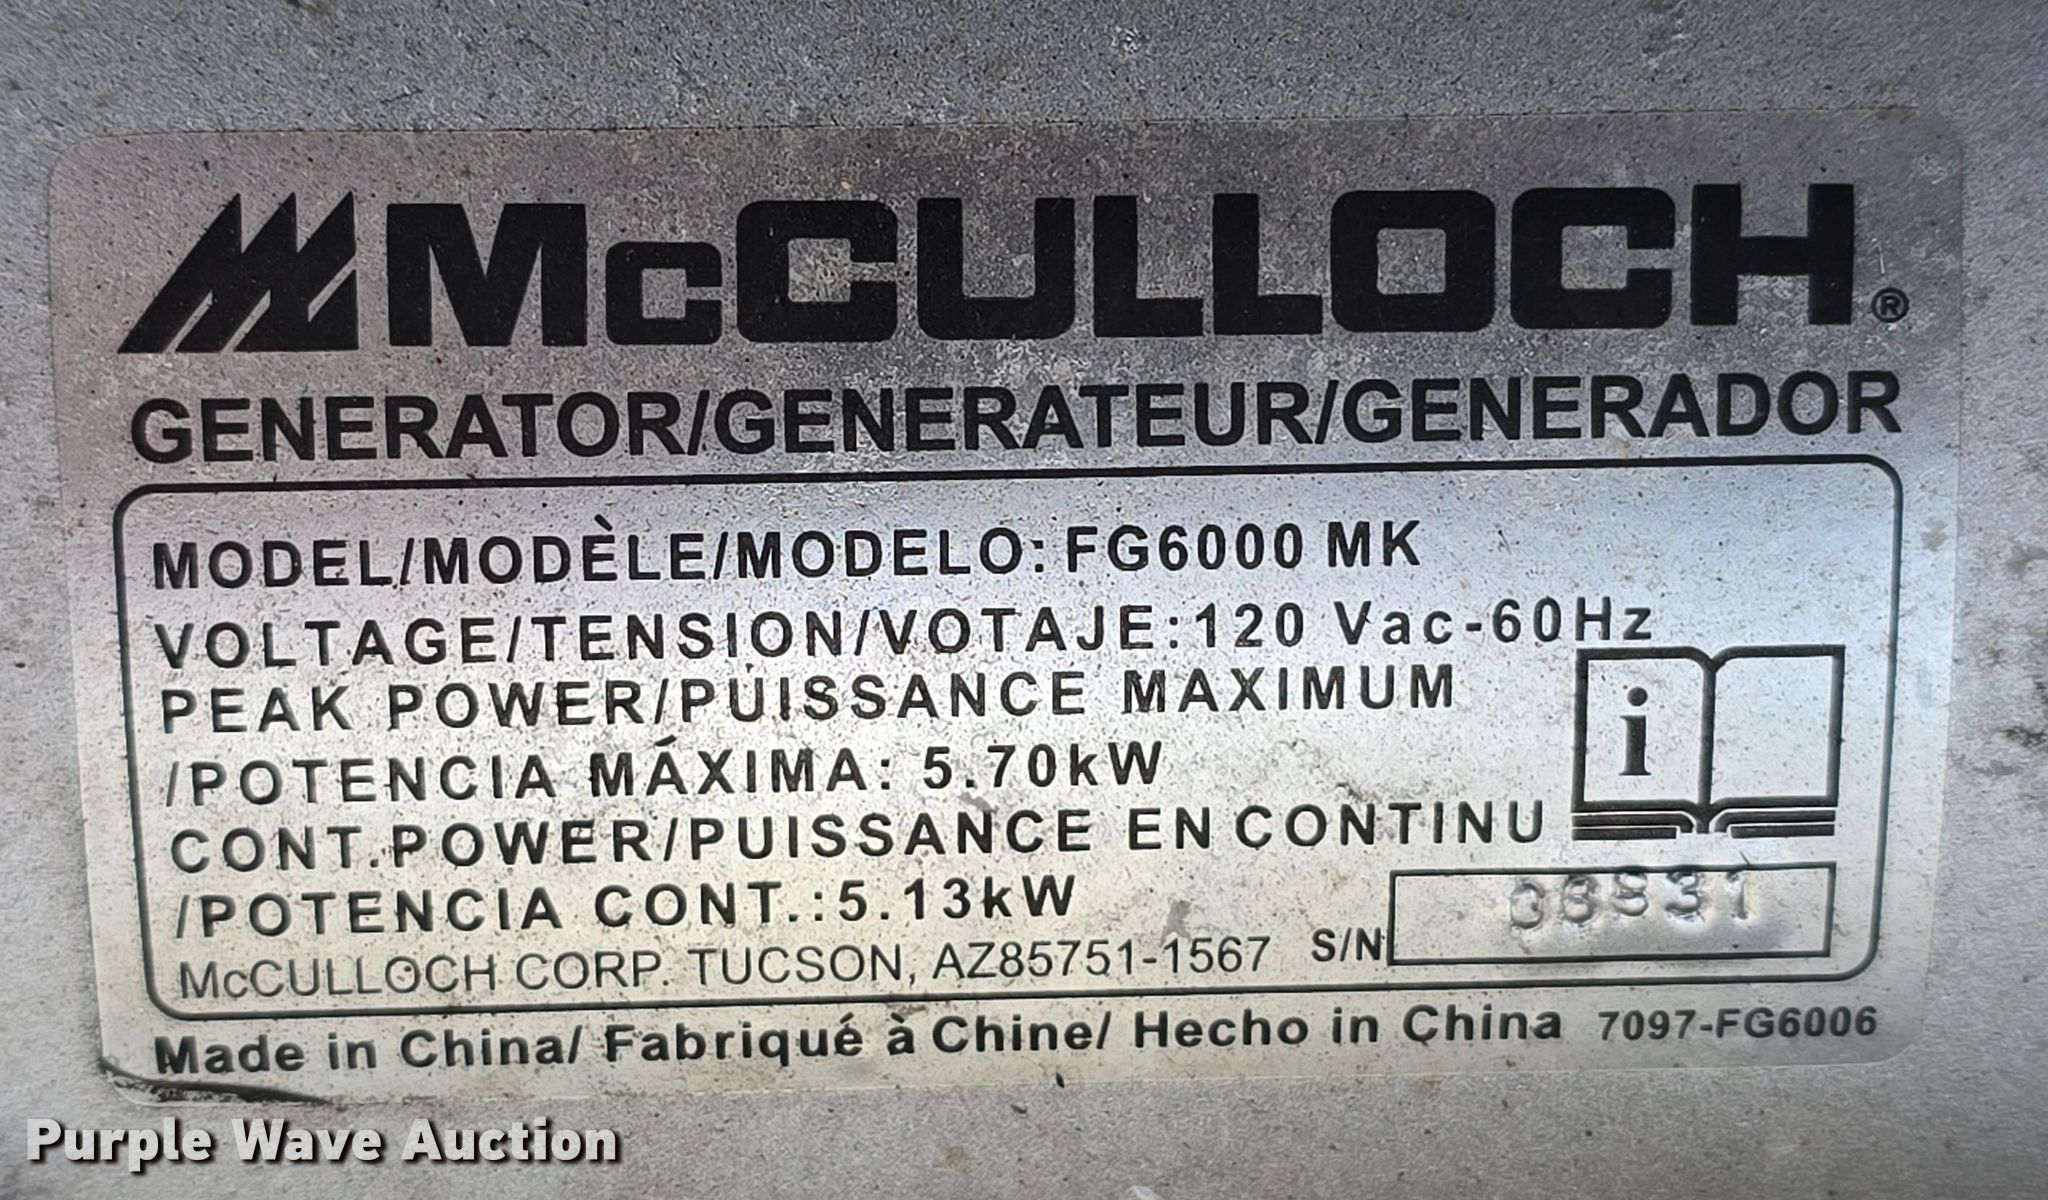 McCULLOCH®
GENERATOR/GENERATEUR/GENERADOR
MODEL/MODÈLE/MODELO: FG6000 MK
VOLTAGE/TENSION/VOTAJE:120 Vac-60Hz
PEAK POWER/PUISSANCE MAXIMUM
/POTENCIA MÁXIMA: 5.70kW
i
CONT.POWER/PUISSANCE EN CONTINU
/POTENCIA CONT.:5.13kW
McCULLOCH CORP. TUCSON, AZ85751-1567 S/N
Made in China/ Fabriqué à Chine/ Hecho in China 7097-FG6006
Purple Wave Auction